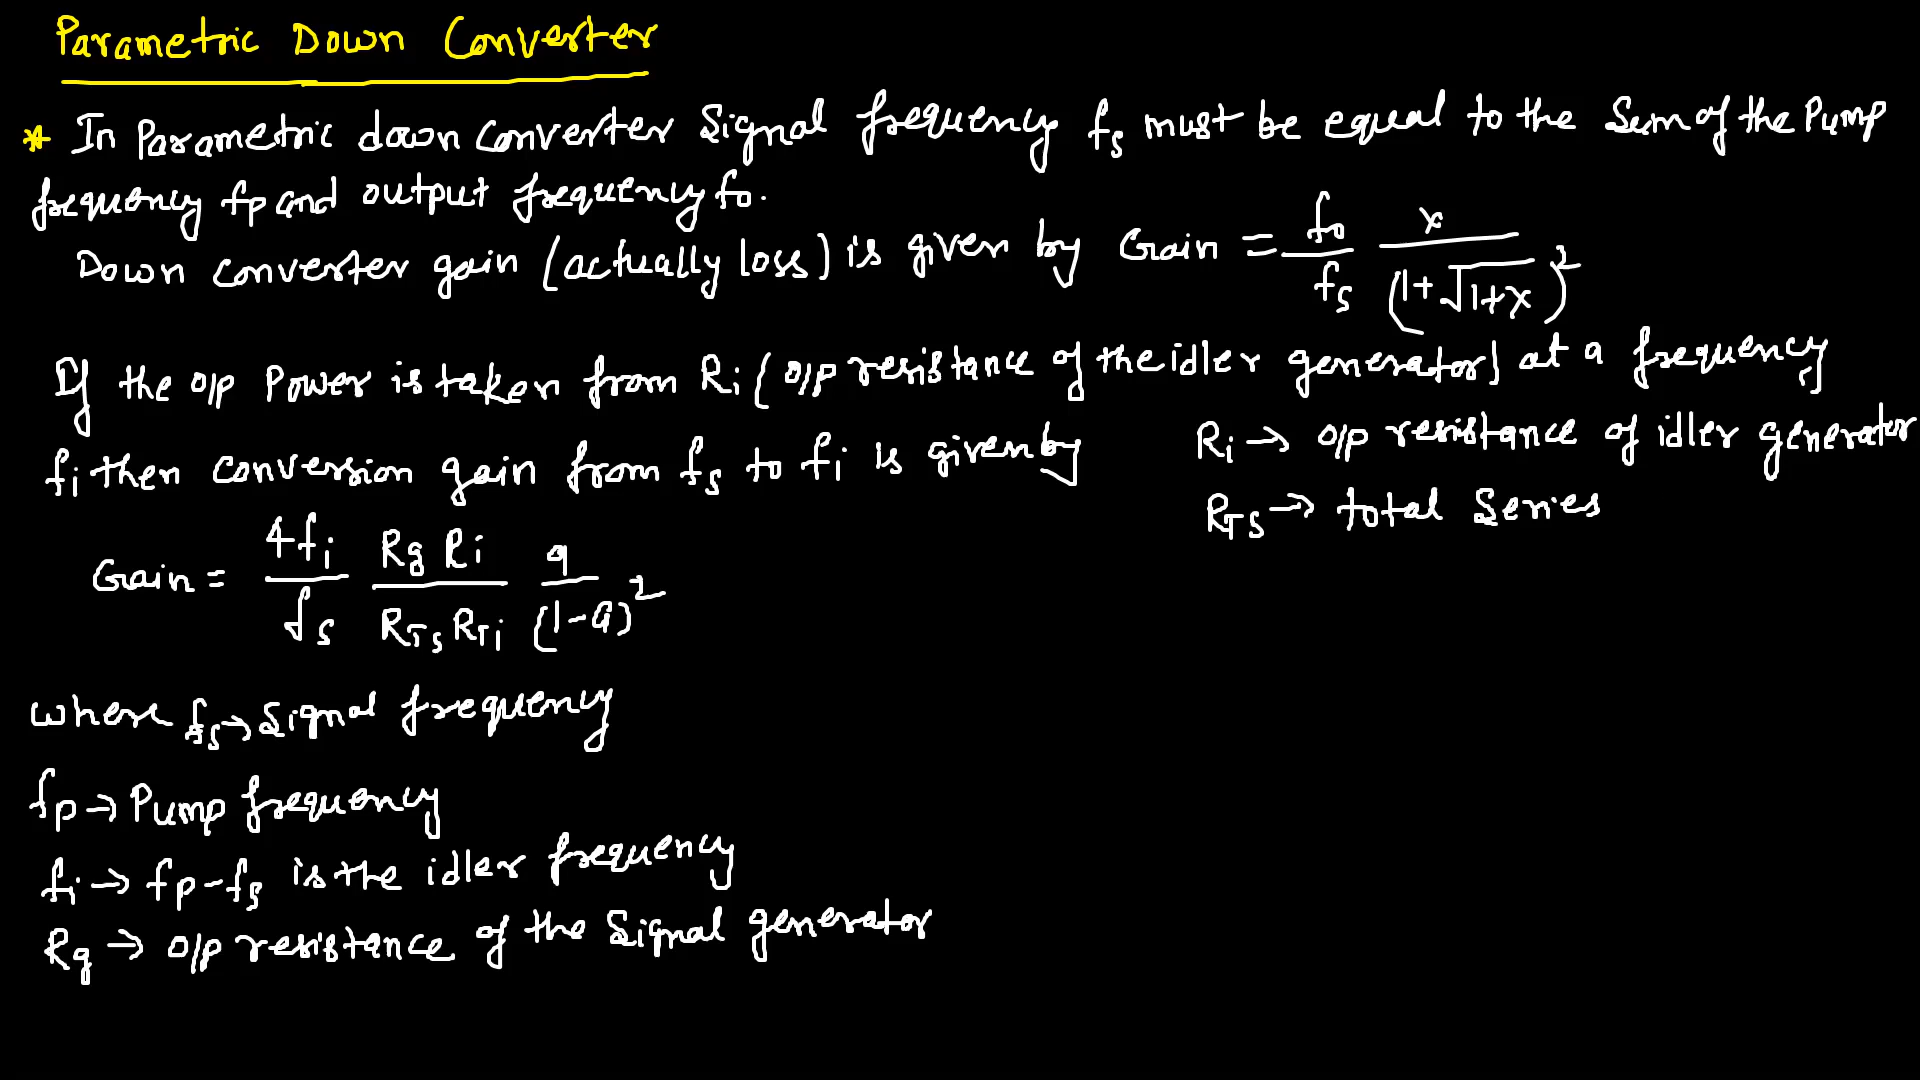 Parametric Down Converter
* In Parametric down converter Signal frequency fs must be equal to the Sum of the Pump
frequency fp and output frequency fo.
Down converter gain (actually loss) is given by Gain = fo/fs x/(1+√1+x)²
If the o/p Power is taken from Ri (o/p resistance of the idler generator) at a frequency
fi then conversion gain from fs to fi is given by
Gain = 4fi/fs Rg Ri/RTs RTi a/(1-a)²
where fs → Signal frequency
fp → Pump frequency
fi → fp-fs is the idler frequency
Rg → o/p resistance of the Signal generator
Ri → o/p resistance of idler generator
RTs → total Series